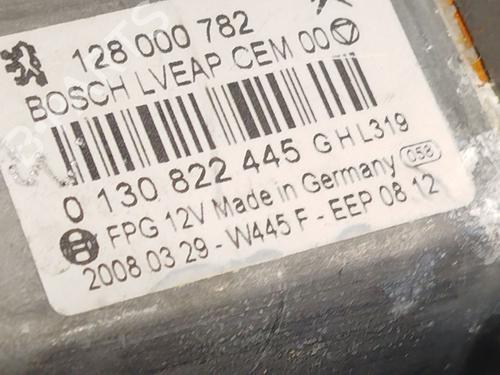 128 000 782
BOSCH LVEAP CEM 00
0 130 822 445 G H L319
FPG 12V Made in Germany 058
2008 03 29 - W445 F - EEP 08 12